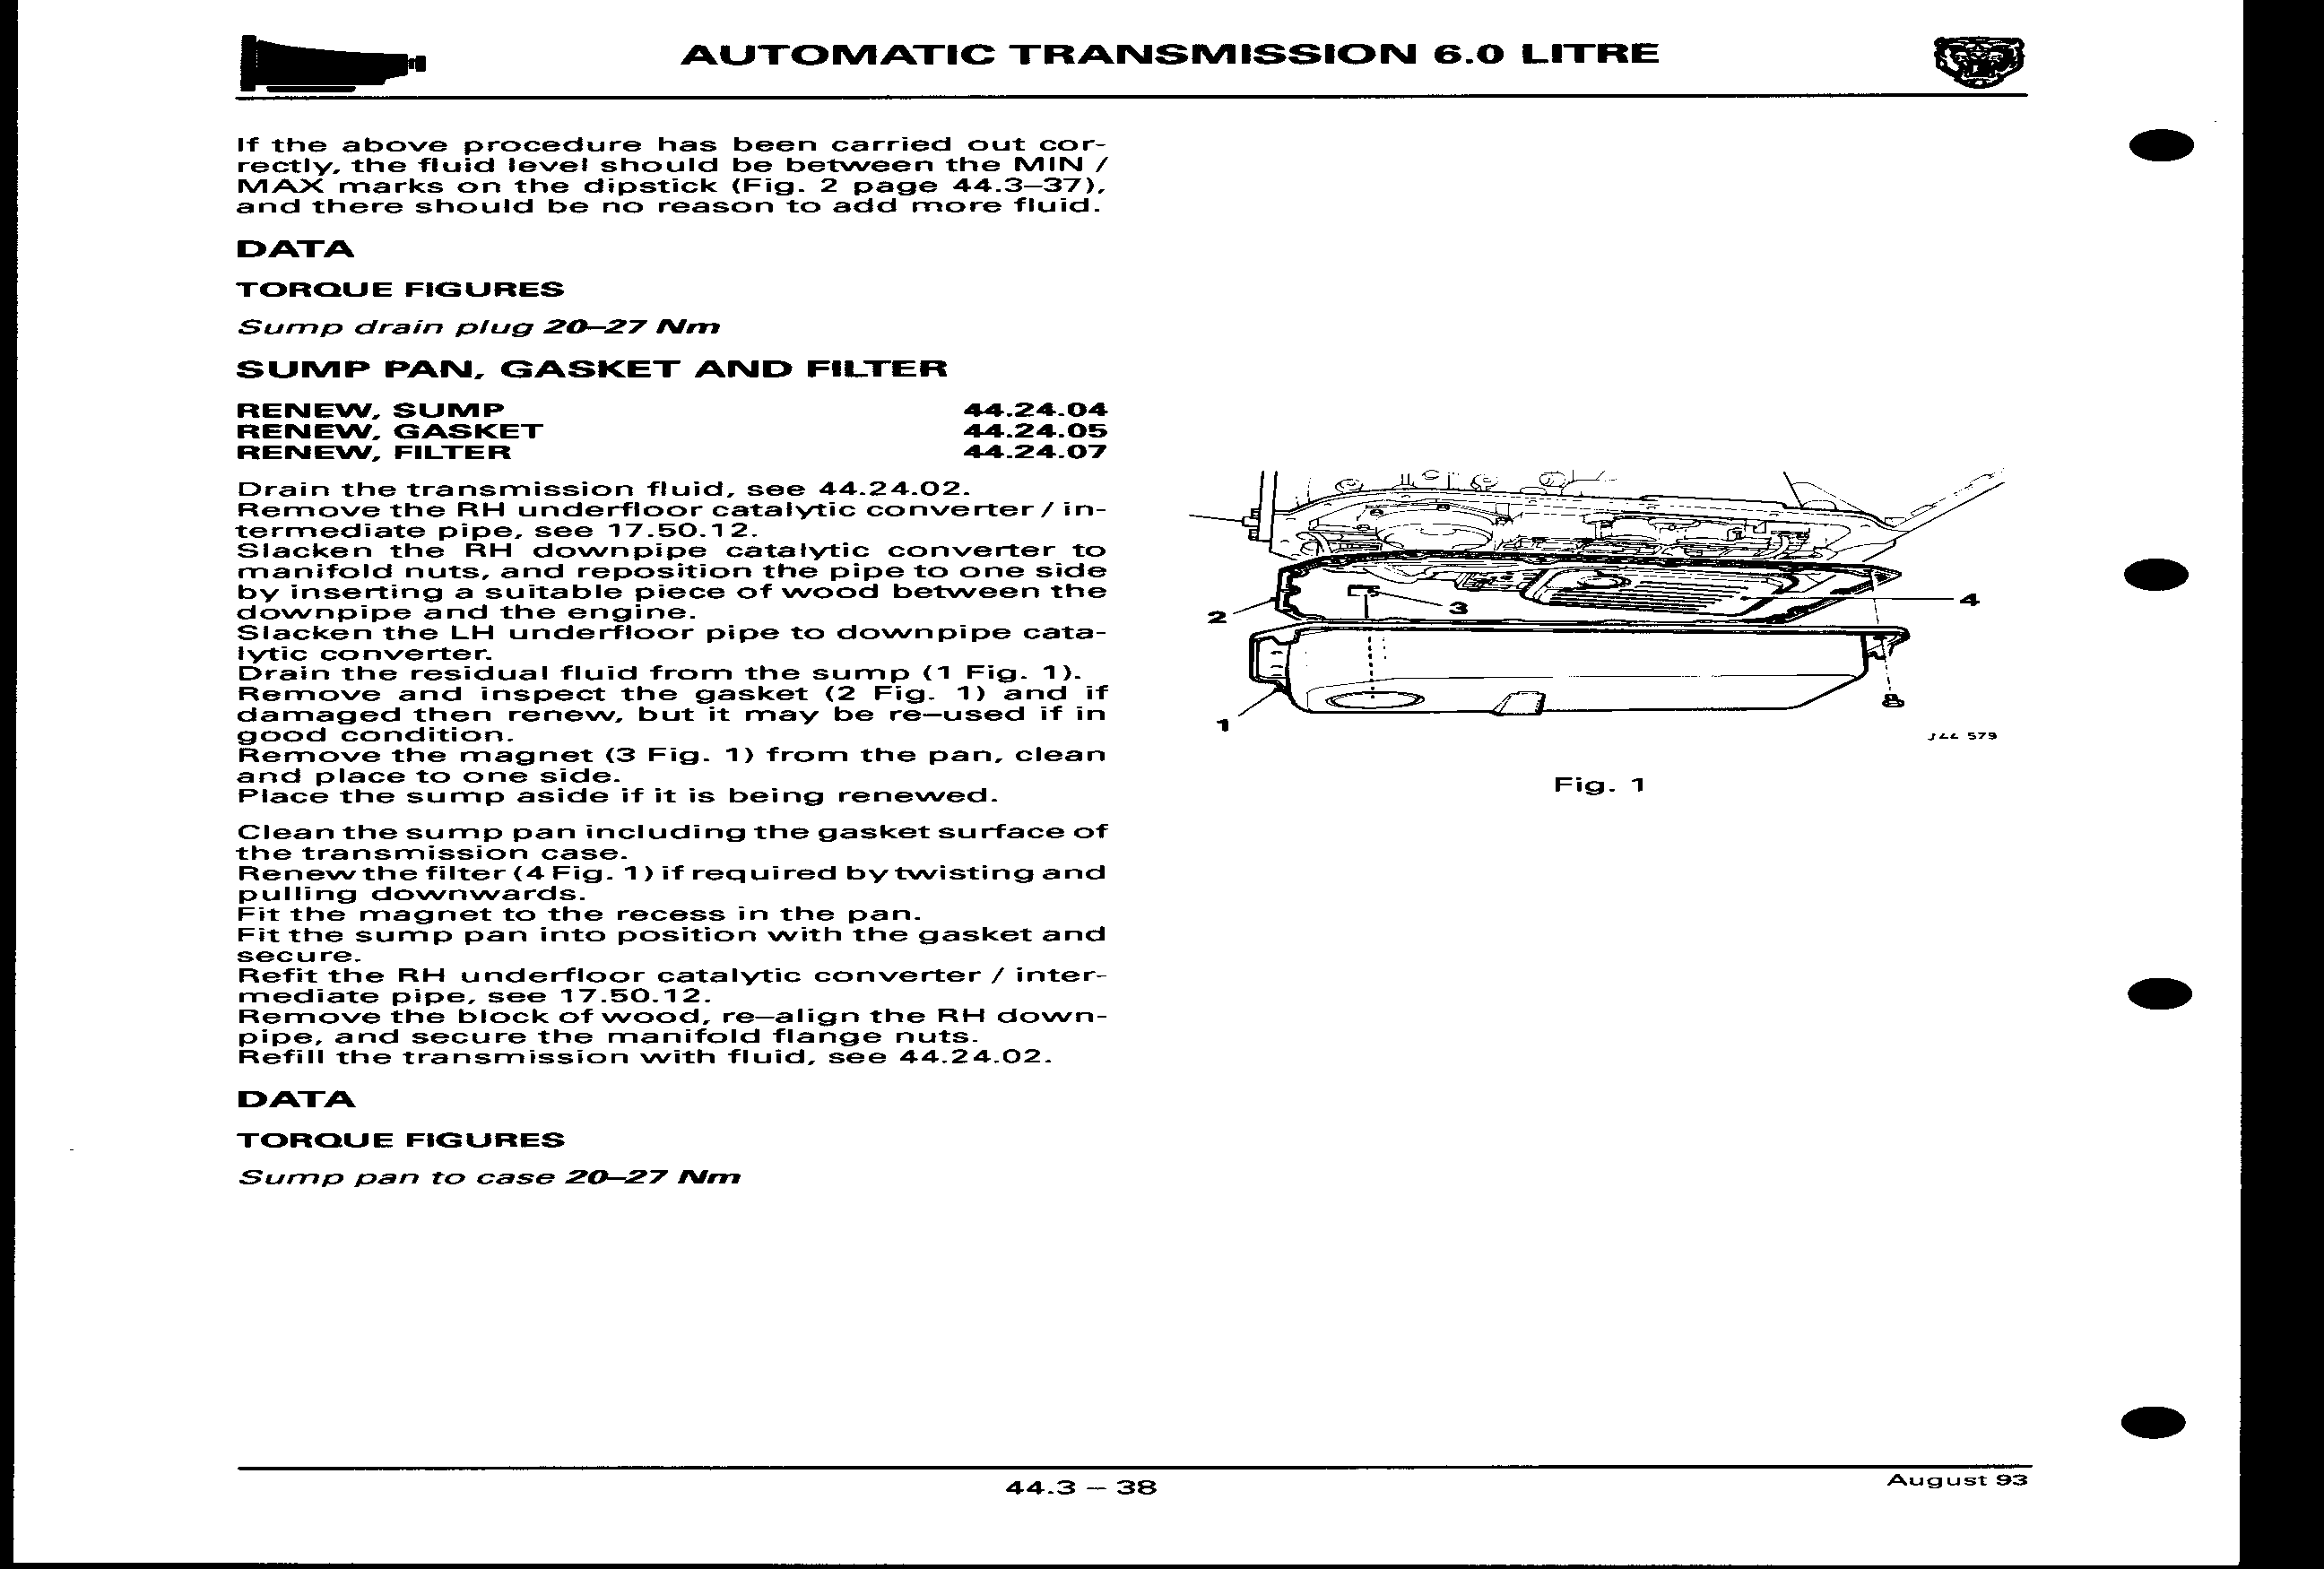 AUTOMATIC TRANSMISSION 6.0 LITRE
If the above procedure has been carried out cor-
rectly, the fluid level should be between the MIN /
MAX marks on the dipstick (Fig. 2 page 44.3–37),
and there should be no reason to add more fluid.
DATA
TORQUE FIGURES
Sump drain plug 20–27 Nm
SUMP PAN, GASKET AND FILTER
RENEW, SUMP 44.24.04
RENEW, GASKET 44.24.05
RENEW, FILTER 44.24.07
Drain the transmission fluid, see 44.24.02.
Remove the RH underfloor catalytic converter / in-
termediate pipe, see 17.50.12.
Slacken the RH downpipe catalytic converter to
manifold nuts, and reposition the pipe to one side
by inserting a suitable piece of wood between the
downpipe and the engine.
Slacken the LH underfloor pipe to downpipe cata-
lytic converter.
Drain the residual fluid from the sump (1 Fig. 1).
Remove and inspect the gasket (2 Fig. 1) and if
damaged then renew, but it may be re–used if in
good condition.
Remove the magnet (3 Fig. 1) from the pan, clean
and place to one side.
Place the sump aside if it is being renewed.
Clean the sump pan including the gasket surface of
the transmission case.
Renew the filter (4 Fig. 1) if required by twisting and
pulling downwards.
Fit the magnet to the recess in the pan.
Fit the sump pan into position with the gasket and
secure.
Refit the RH underfloor catalytic converter / inter-
mediate pipe, see 17.50.12.
Remove the block of wood, re–align the RH down-
pipe, and secure the manifold flange nuts.
Refill the transmission with fluid, see 44.24.02.
DATA
TORQUE FIGURES
Sump pan to case 20–27 Nm
2
3
4
1
J44 579
Fig. 1
44.3 – 38
August 93